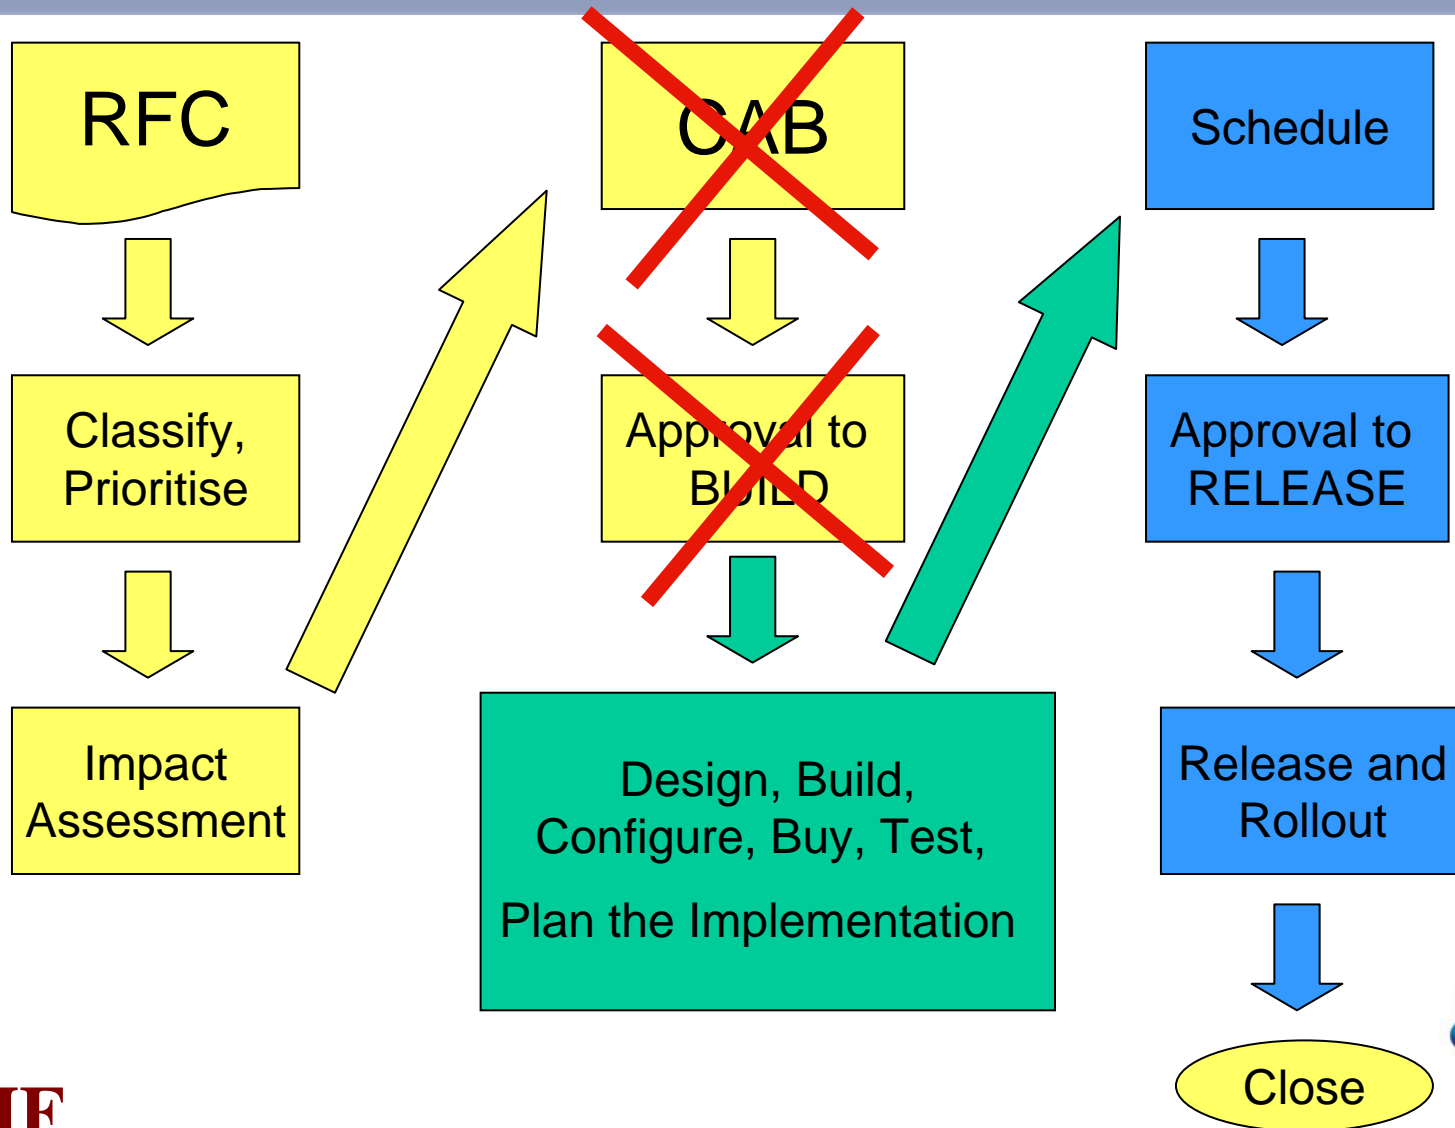 RFC
Classify,
Prioritise
Impact
Assessment
CAB
Approval to
BUILD
Design, Build,
Configure, Buy, Test,
Plan the Implementation
Schedule
Approval to
RELEASE
Release and
Rollout
Close